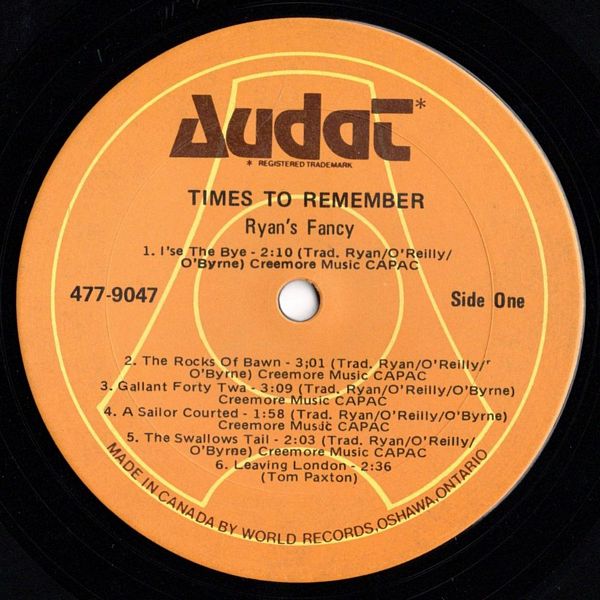 Audat*
* REGISTERED TRADEMARK
TIMES TO REMEMBER
Ryan's Fancy
1. I'se The Bye - 2:10 (Trad. Ryan/O'Reilly/
O'Byrne) Creemore Music CAPAC
477-9047
Side One
2. The Rocks Of Bawn - 3;01 (Trad. Ryan/O'Reilly/'
O'Byrne) Creemore Music CAPAC
3. Gallant Forty Twa - 3:09 (Trad. Ryan/O'Reilly/O'Byrne)
Creemore Music CAPAC
4. A Sailor Courted - 1:58 (Trad. Ryan/O'Reilly/O'Byrne)
Creemore Music CAPAC
5. The Swallows Tail - 2:03 (Trad. Ryan/O'Reilly/
O'Byrne) Creemore Music CAPAC
6. Leaving London - 2:36
(Tom Paxton)
MADE IN CANADA BY WORLD RECORDS,OSHAWA,ONTARIO